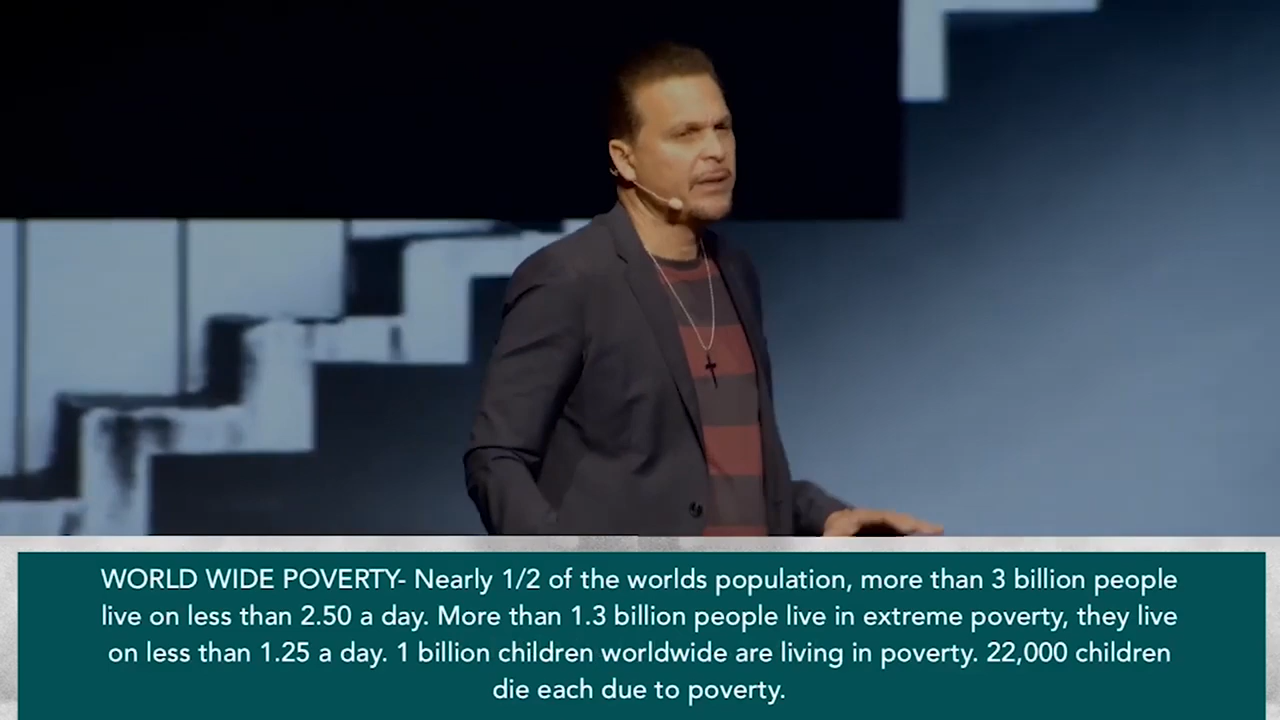 WORLD WIDE POVERTY- Nearly 1/2 of the worlds population, more than 3 billion people
live on less than 2.50 a day. More than 1.3 billion people live in extreme poverty, they live
on less than 1.25 a day. 1 billion children worldwide are living in poverty. 22,000 children
die each due to poverty.